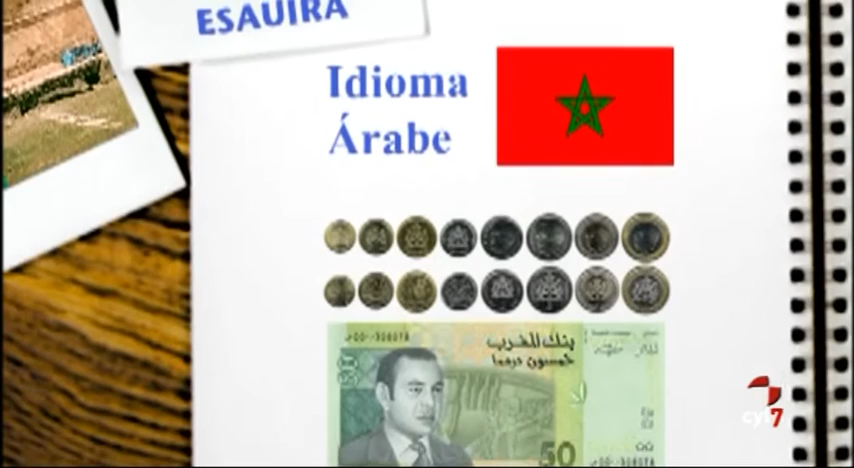 ESAUIRA
Idioma
Árabe
بنك المغرب
خمسون درهما
50
cyl7